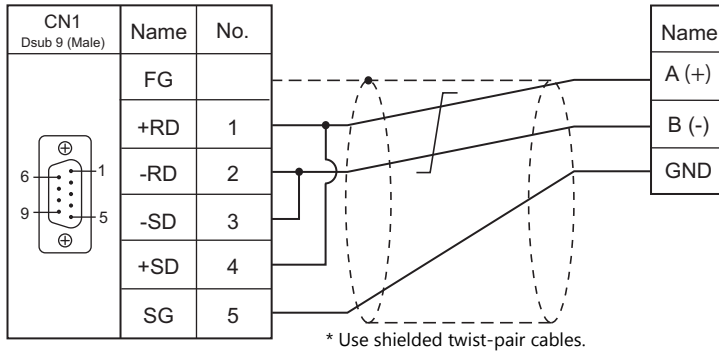 CN1
Dsub 9 (Male)
Name
No.
Name
FG
A (+)
+RD
1
B (-)
-RD
2
GND
-SD
3
+SD
4
SG
5
6
1
9
5
* Use shielded twist-pair cables.